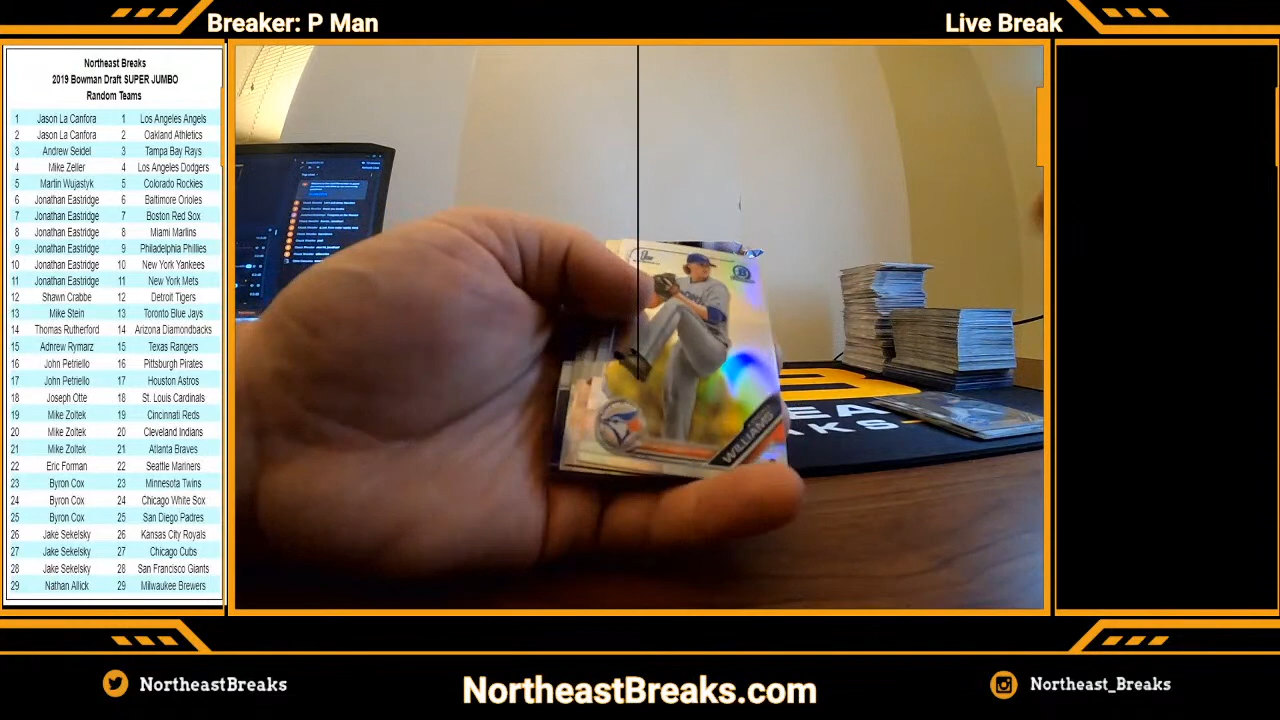 Breaker: P Man
Live Break
Northeast Breaks
2019 Bowman Draft SUPER JUMBO
Random Teams
1 Jason La Canfora 1 Los Angeles Angels
2 Jason La Canfora 2 Oakland Athletics
3 Andrew Seidel 3 Tampa Bay Rays
4 Mike Zeller 4 Los Angeles Dodgers
5 Martin Wujastyk 5 Colorado Rockies
6 Jonathan Eastridge 6 Baltimore Orioles
7 Jonathan Eastridge 7 Boston Red Sox
8 Jonathan Eastridge 8 Miami Marlins
9 Jonathan Eastridge 9 Philadelphia Phillies
10 Jonathan Eastridge 10 New York Yankees
11 Jonathan Eastridge 11 New York Mets
12 Shawn Crabbe 12 Detroit Tigers
13 Mike Stein 13 Toronto Blue Jays
14 Thomas Rutherford 14 Arizona Diamondbacks
15 Adhrew Rymarz 15 Texas Rangers
16 John Petriello 16 Pittsburgh Pirates
17 John Petriello 17 Houston Astros
18 Joseph Otte 18 St. Louis Cardinals
19 Mike Zoltek 19 Cincinnati Reds
20 Mike Zoltek 20 Cleveland Indians
21 Mike Zoltek 21 Atlanta Braves
22 Eric Forman 22 Seattle Mariners
23 Byron Cox 23 Minnesota Twins
24 Byron Cox 24 Chicago White Sox
25 Byron Cox 25 San Diego Padres
26 Jake Sekelsky 26 Kansas City Royals
27 Jake Sekelsky 27 Chicago Cubs
28 Jake Sekelsky 28 San Francisco Giants
29 Nathan Allick 29 Milwaukee Brewers
B
WILLIAMS
NortheastBreaks
NortheastBreaks.com
Northeast_Breaks